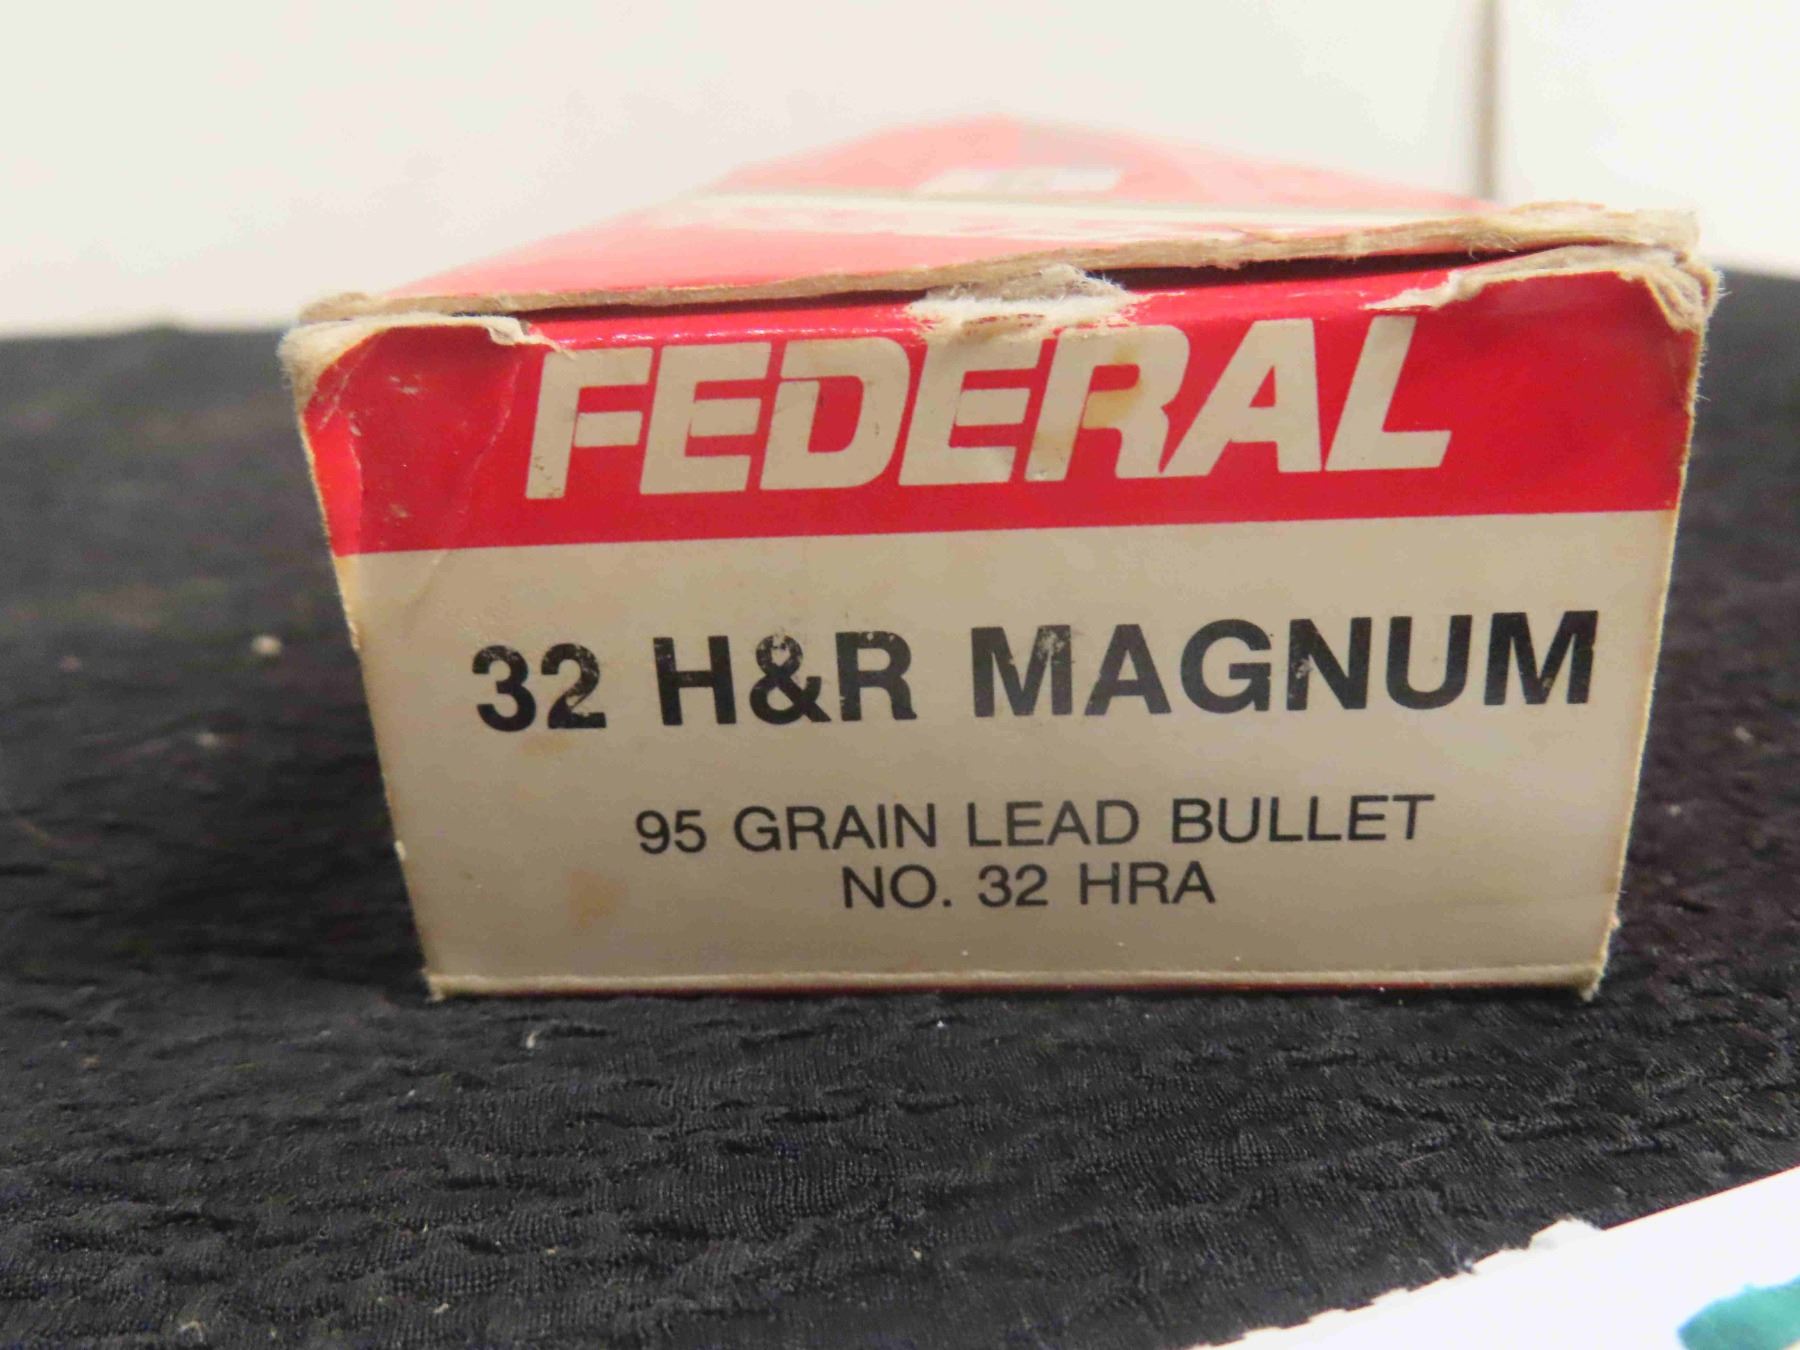 FEDERAL
32 H&R MAGNUM
95 GRAIN LEAD BULLET
NO. 32 HRA